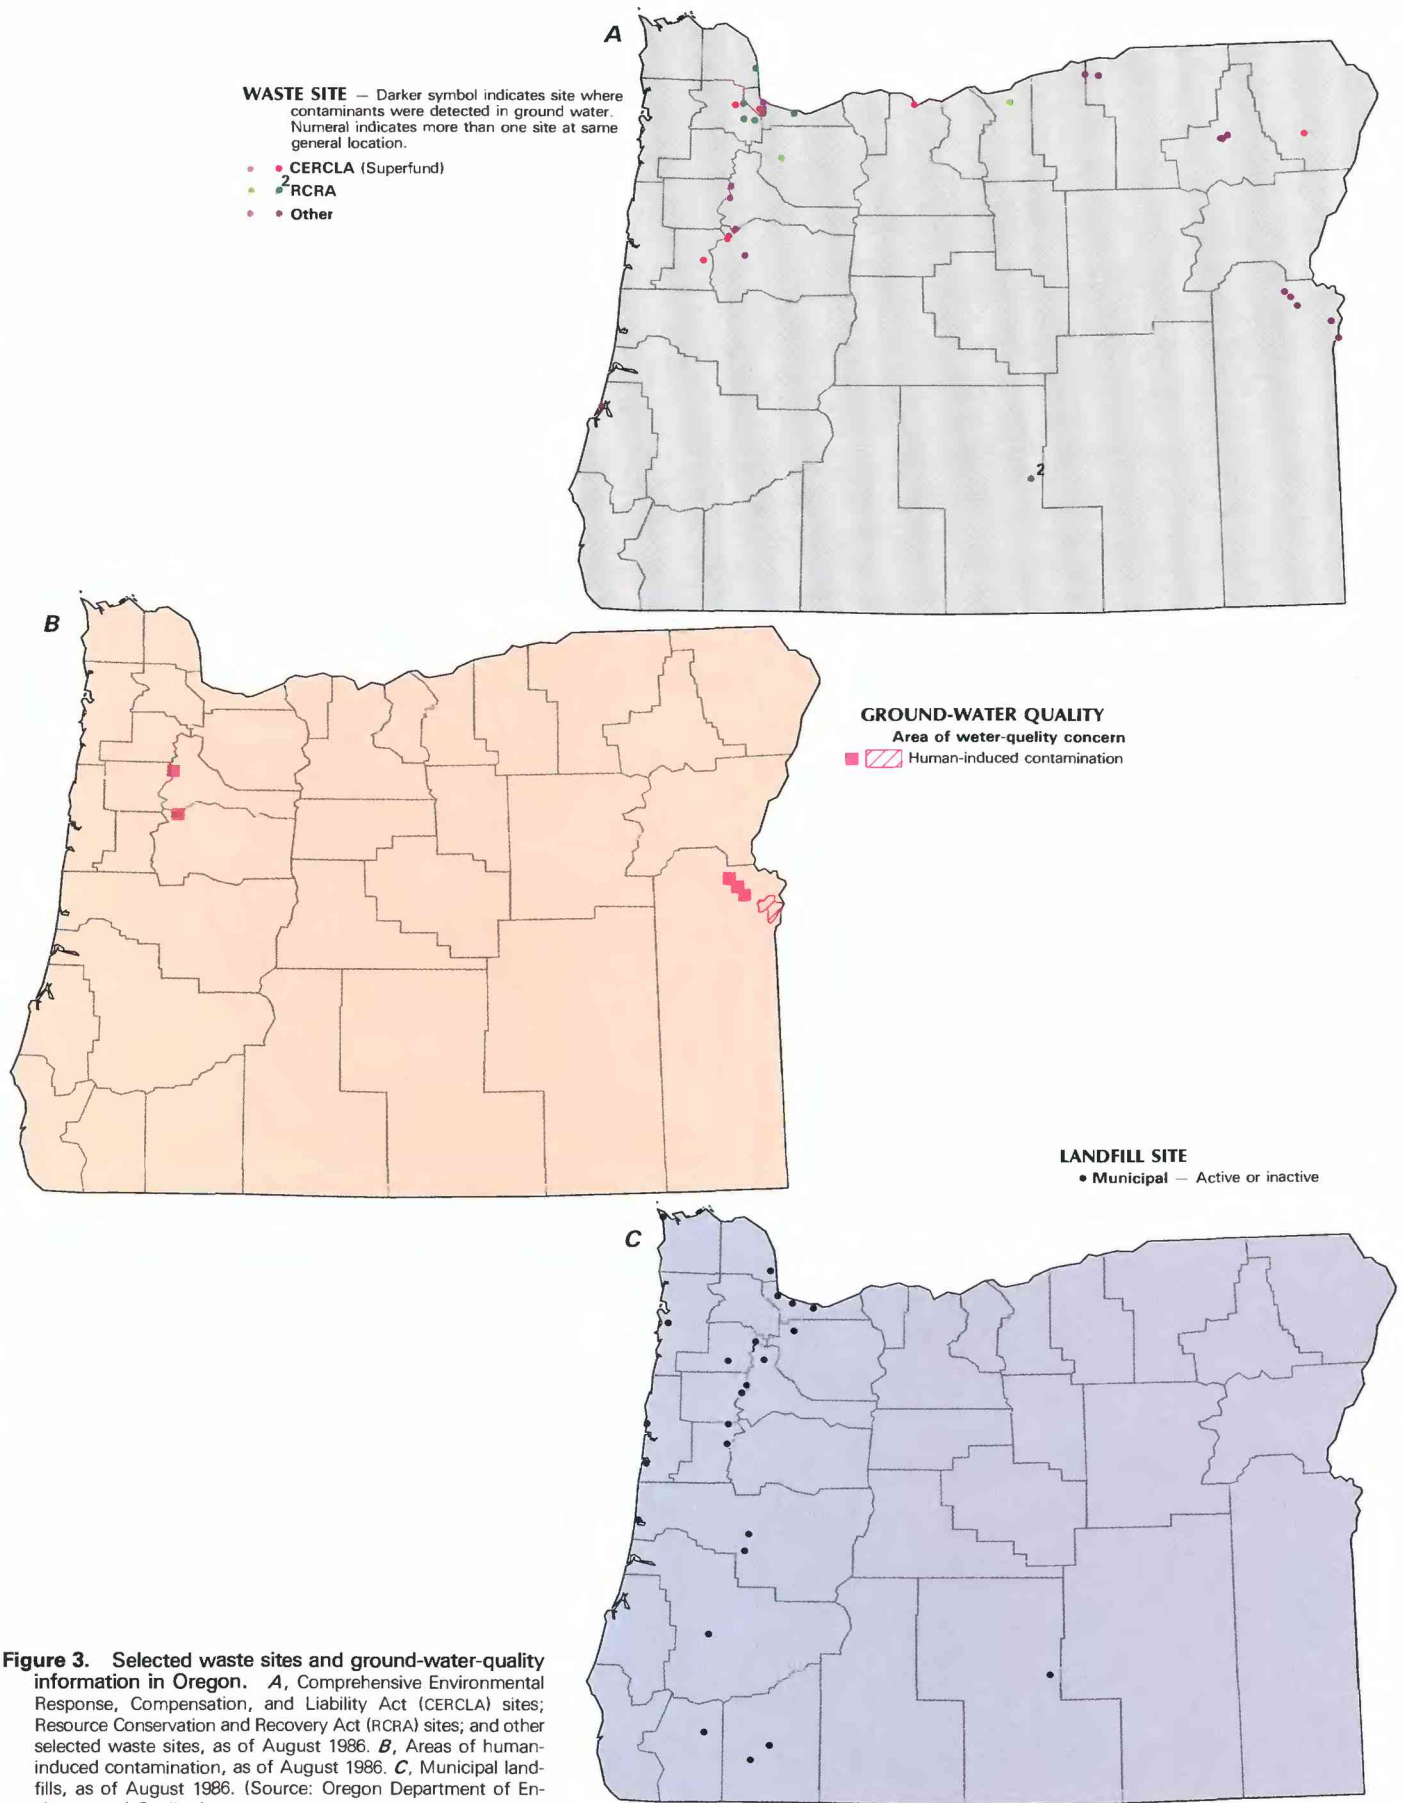 A
WASTE SITE — Darker symbol indicates site where
contaminants were detected in ground water.
Numeral indicates more than one site at same
general location.
CERCLA (Superfund)
2 RCRA
Other
2
B
GROUND-WATER QUALITY
Area of weter-quelity concern
Human-induced contamination
LANDFILL SITE
• Municipal — Active or inactive
C
Figure 3. Selected waste sites and ground-water-quality
information in Oregon. A, Comprehensive Environmental
Response, Compensation, and Liability Act (CERCLA) sites;
Resource Conservation and Recovery Act (RCRA) sites; and other
selected waste sites, as of August 1986. B, Areas of human-
induced contamination, as of August 1986. C, Municipal land-
fills, as of August 1986. (Source: Oregon Department of En-